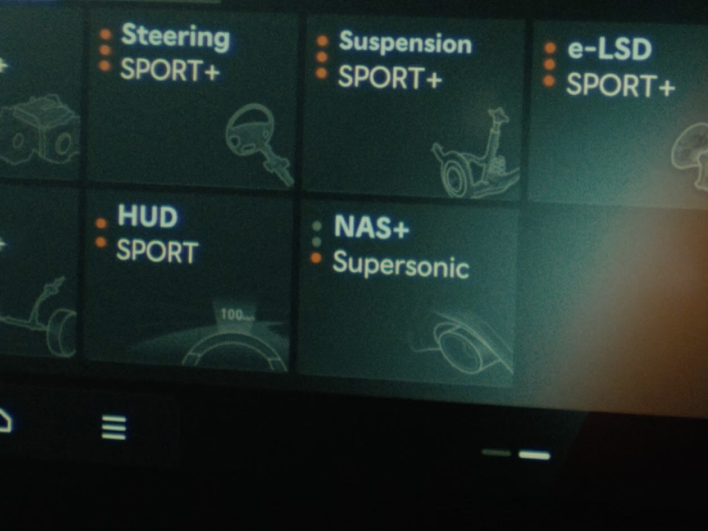 Steering
SPORT+
Suspension
SPORT+
e-LSD
SPORT+
+
HUD
SPORT
100
NAS+
Supersonic
+